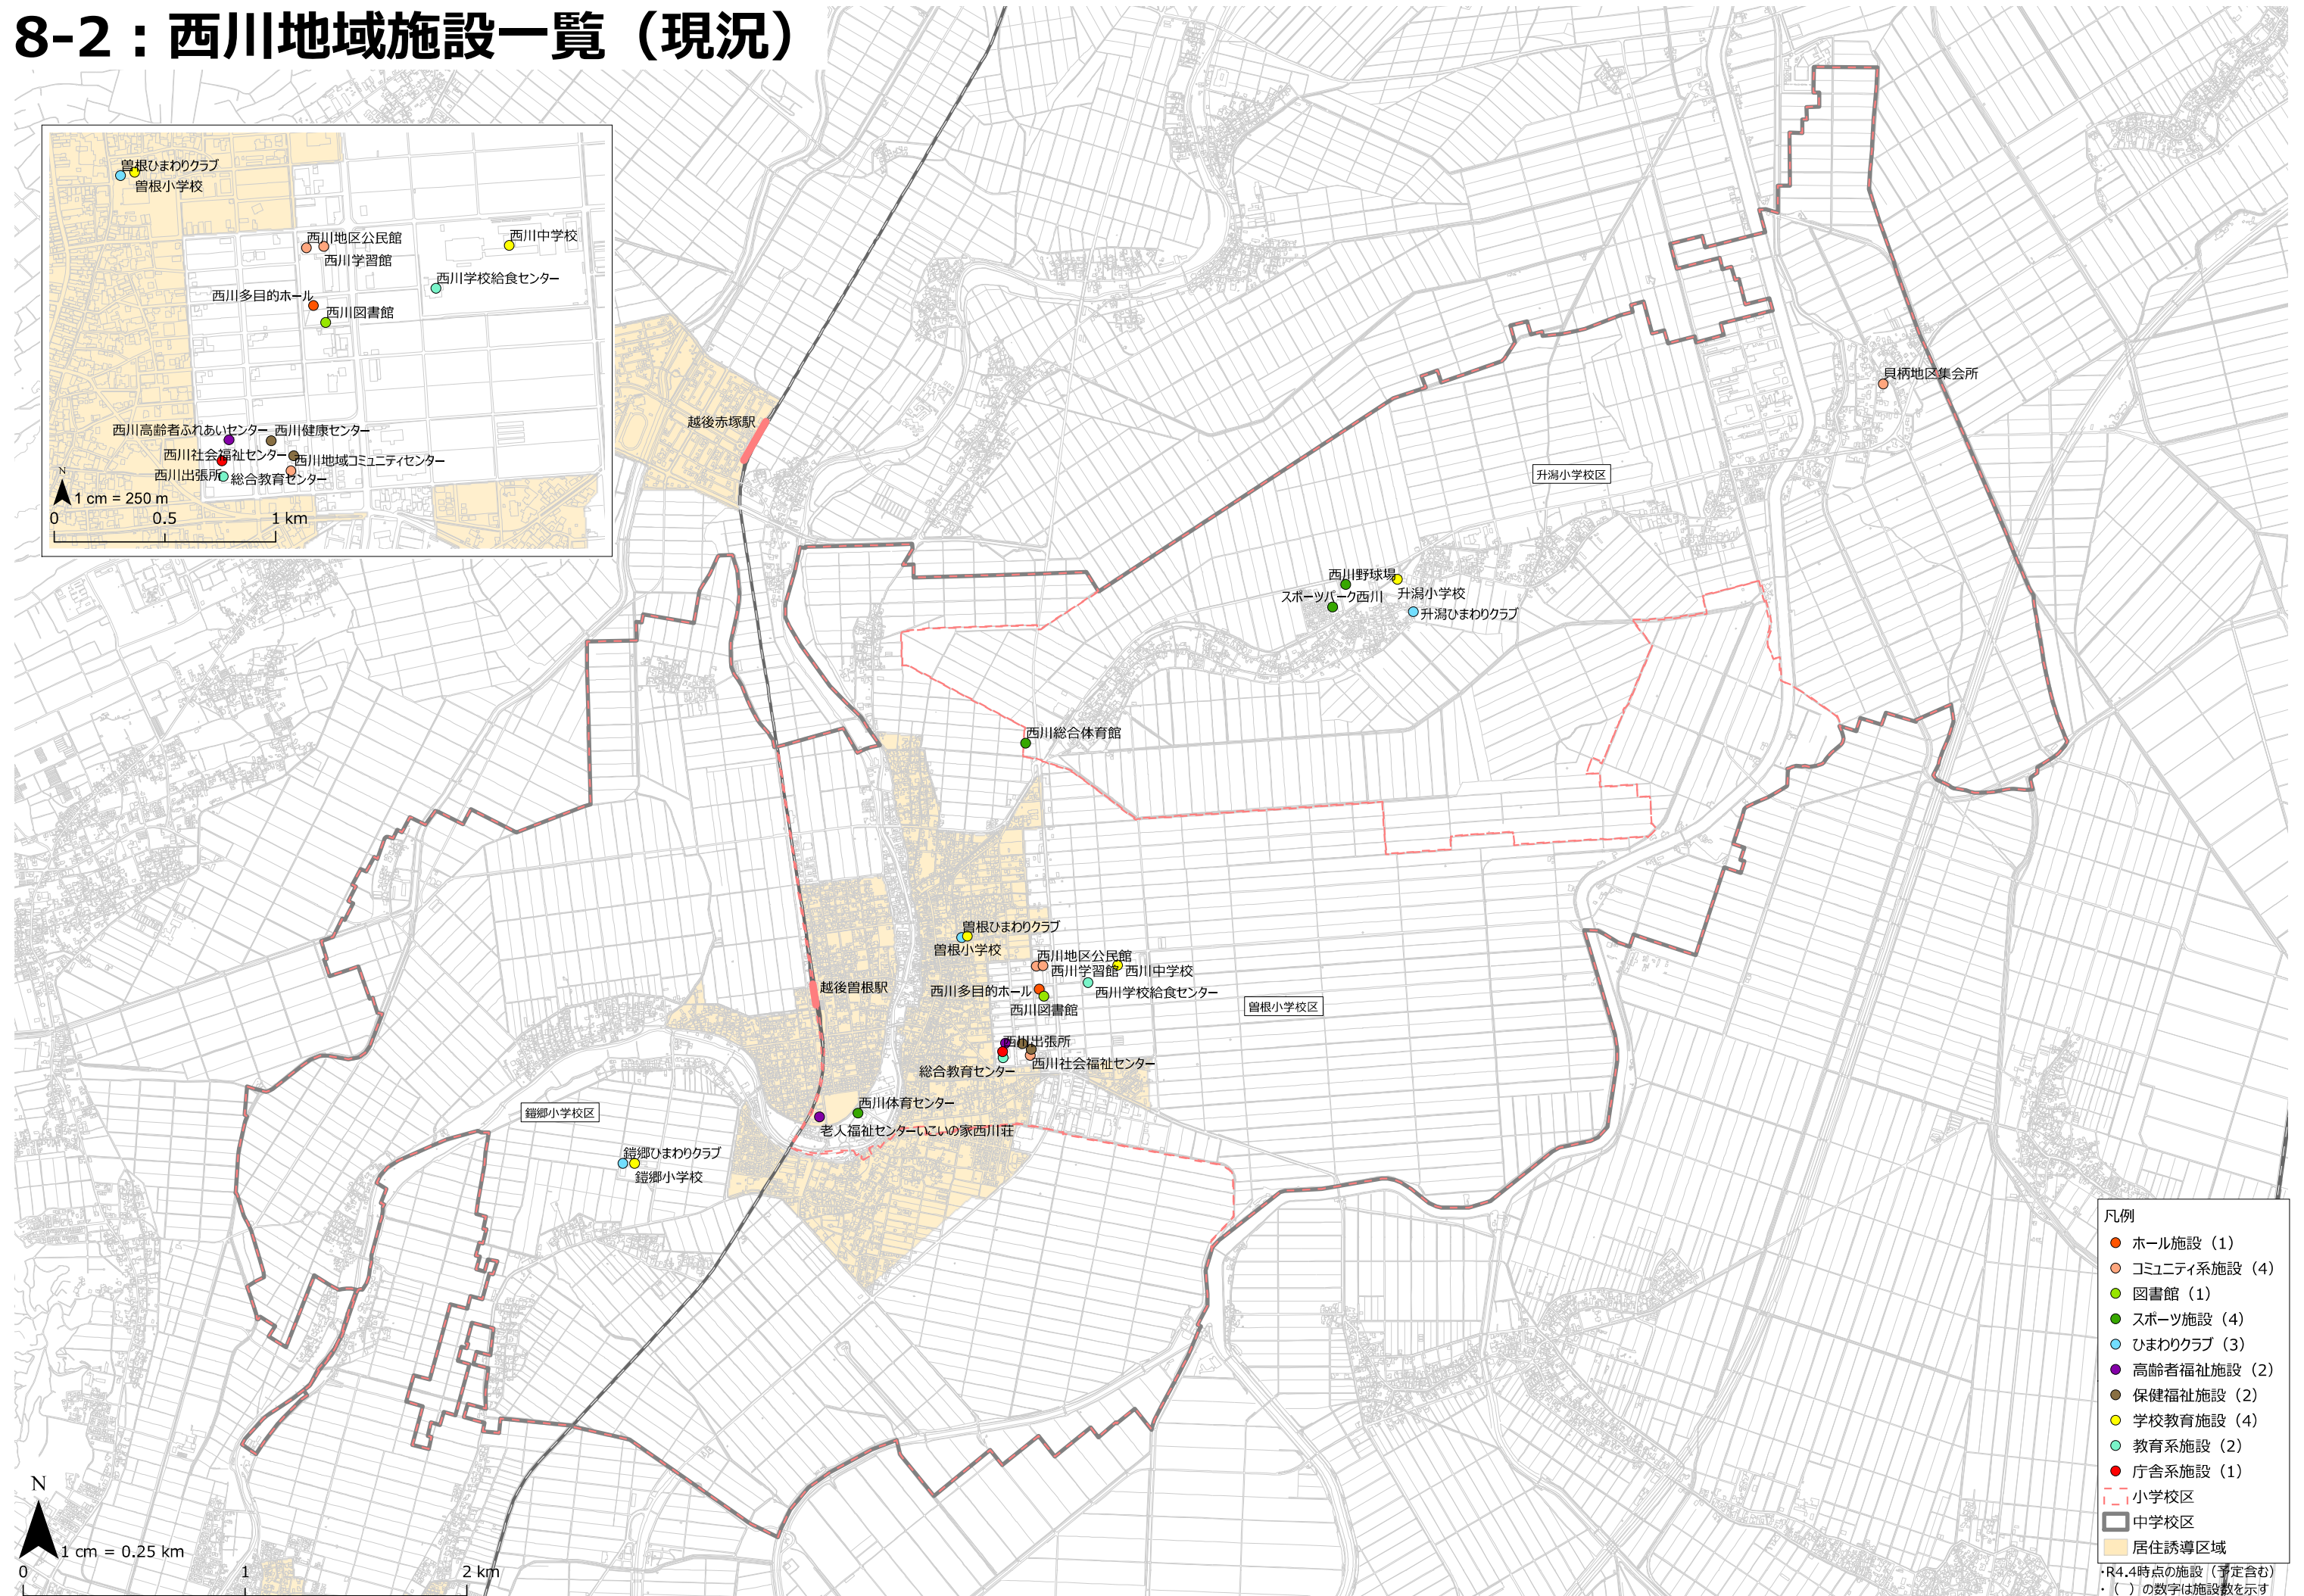 8-2：西川地域施設一覧（現況）
曽根ひまわりクラブ
曽根小学校
西川地区公民館
西川学習館
西川中学校
西川学校給食センター
西川多目的ホール
西川図書館
西川高齢者ふれあいセンター
西川健康センター
西川社会福祉センター
西川地域コミュニティセンター
西川出張所
総合教育センター
N
1 cm = 250 m
0 0.5 1 km
越後赤塚駅
貝柄地区集会所
升潟小学校区
西川野球場
スポーツパーク西川
升潟小学校
升潟ひまわりクラブ
西川総合体育館
曽根ひまわりクラブ
曽根小学校
西川地区公民館
西川学習館
西川中学校
越後曽根駅
西川多目的ホール
西川学校給食センター
西川図書館
曽根小学校区
西川出張所
西川社会福祉センター
総合教育センター
西川体育センター
鎧郷小学校区
老人福祉センターいこいの家西川荘
鎧郷ひまわりクラブ
鎧郷小学校
凡例
ホール施設（1）
コミュニティ系施設（4）
図書館（1）
スポーツ施設（4）
ひまわりクラブ（3）
高齢者福祉施設（2）
保健福祉施設（2）
学校教育施設（4）
教育系施設（2）
庁舎系施設（1）
小学校区
中学校区
居住誘導区域
・R4.4時点の施設（予定含む）
・（　）の数字は施設数を示す
N
1 cm = 0.25 km
0 1 2 km